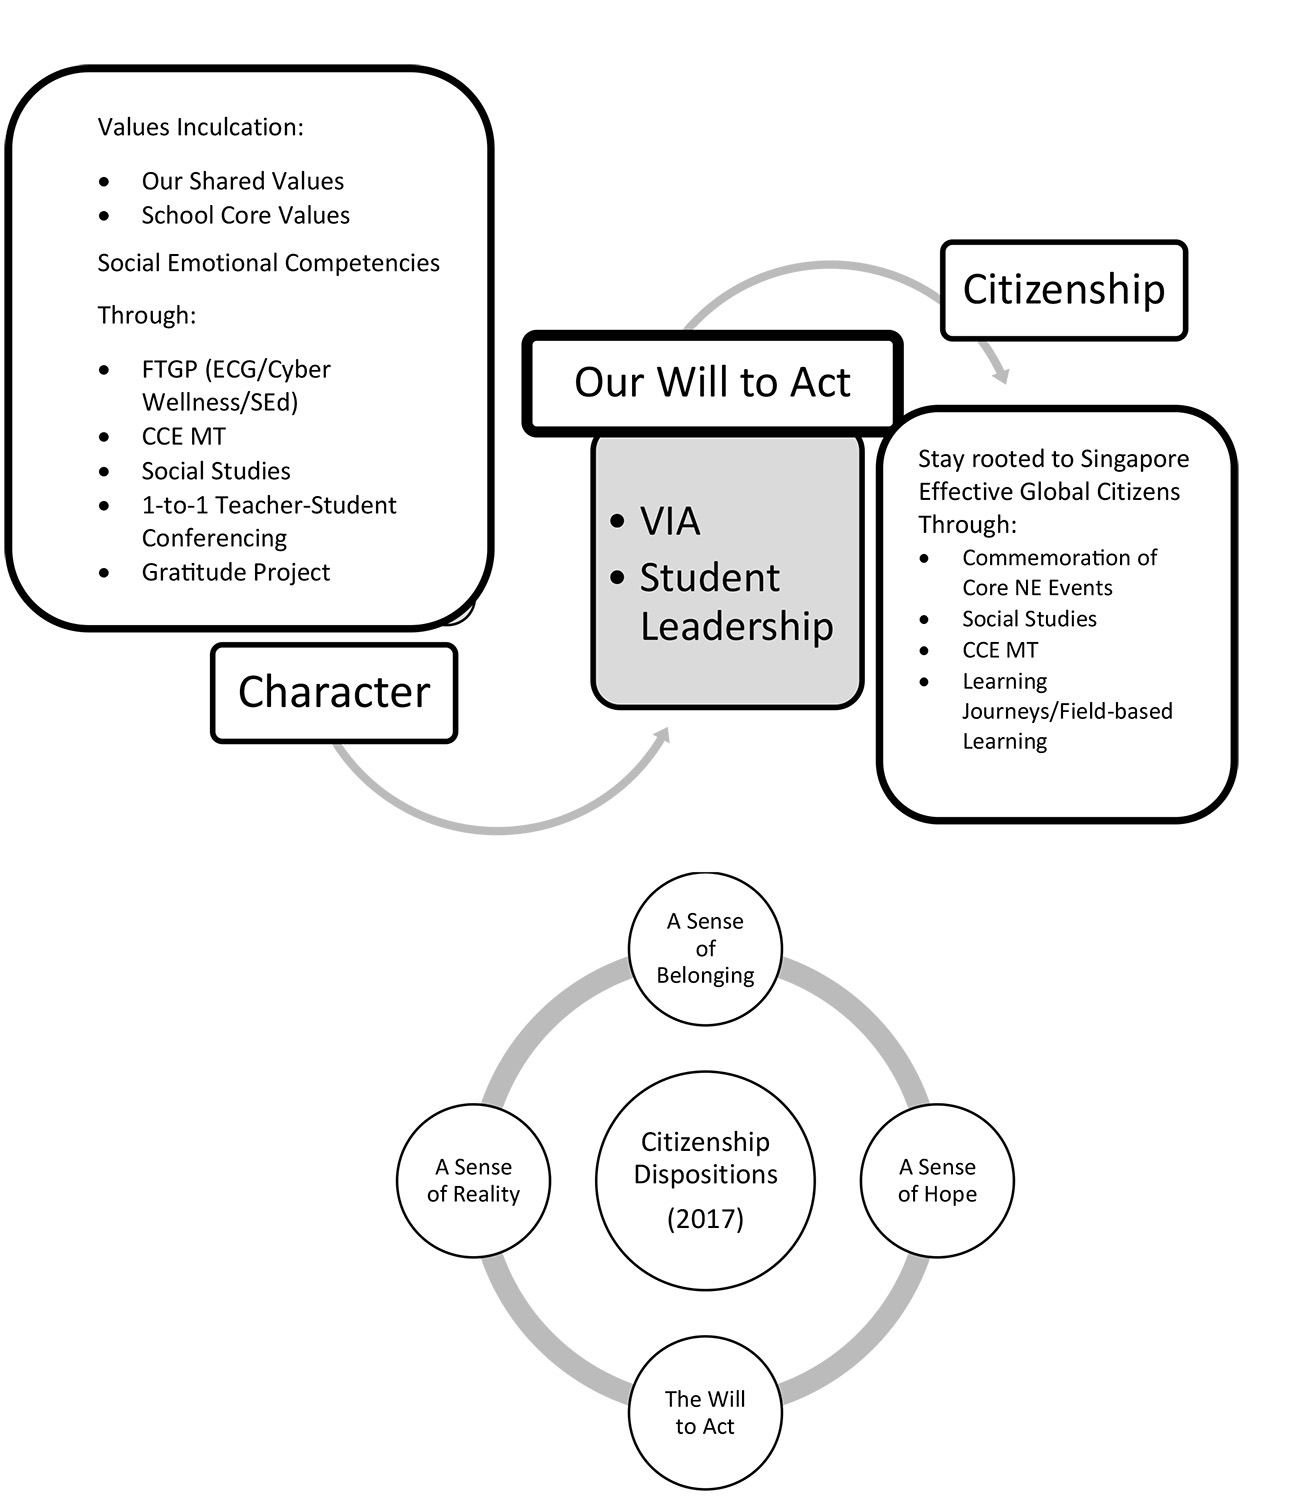 Values Inculcation:
• Our Shared Values
• School Core Values
Social Emotional Competencies
Through:
• FTGP (ECG/Cyber
Wellness/SEd)
• CCE MT
• Social Studies
• 1-to-1 Teacher-Student
Conferencing
• Gratitude Project
Character
Our Will to Act
• VIA
• Student
Leadership
Citizenship
Stay rooted to Singapore
Effective Global Citizens
Through:
• Commemoration of
Core NE Events
• Social Studies
• CCE MT
• Learning
Journeys/Field-based
Learning
A Sense
of
Belonging
Citizenship
Dispositions
(2017)
A Sense
of Reality
A Sense
of Hope
The Will
to Act